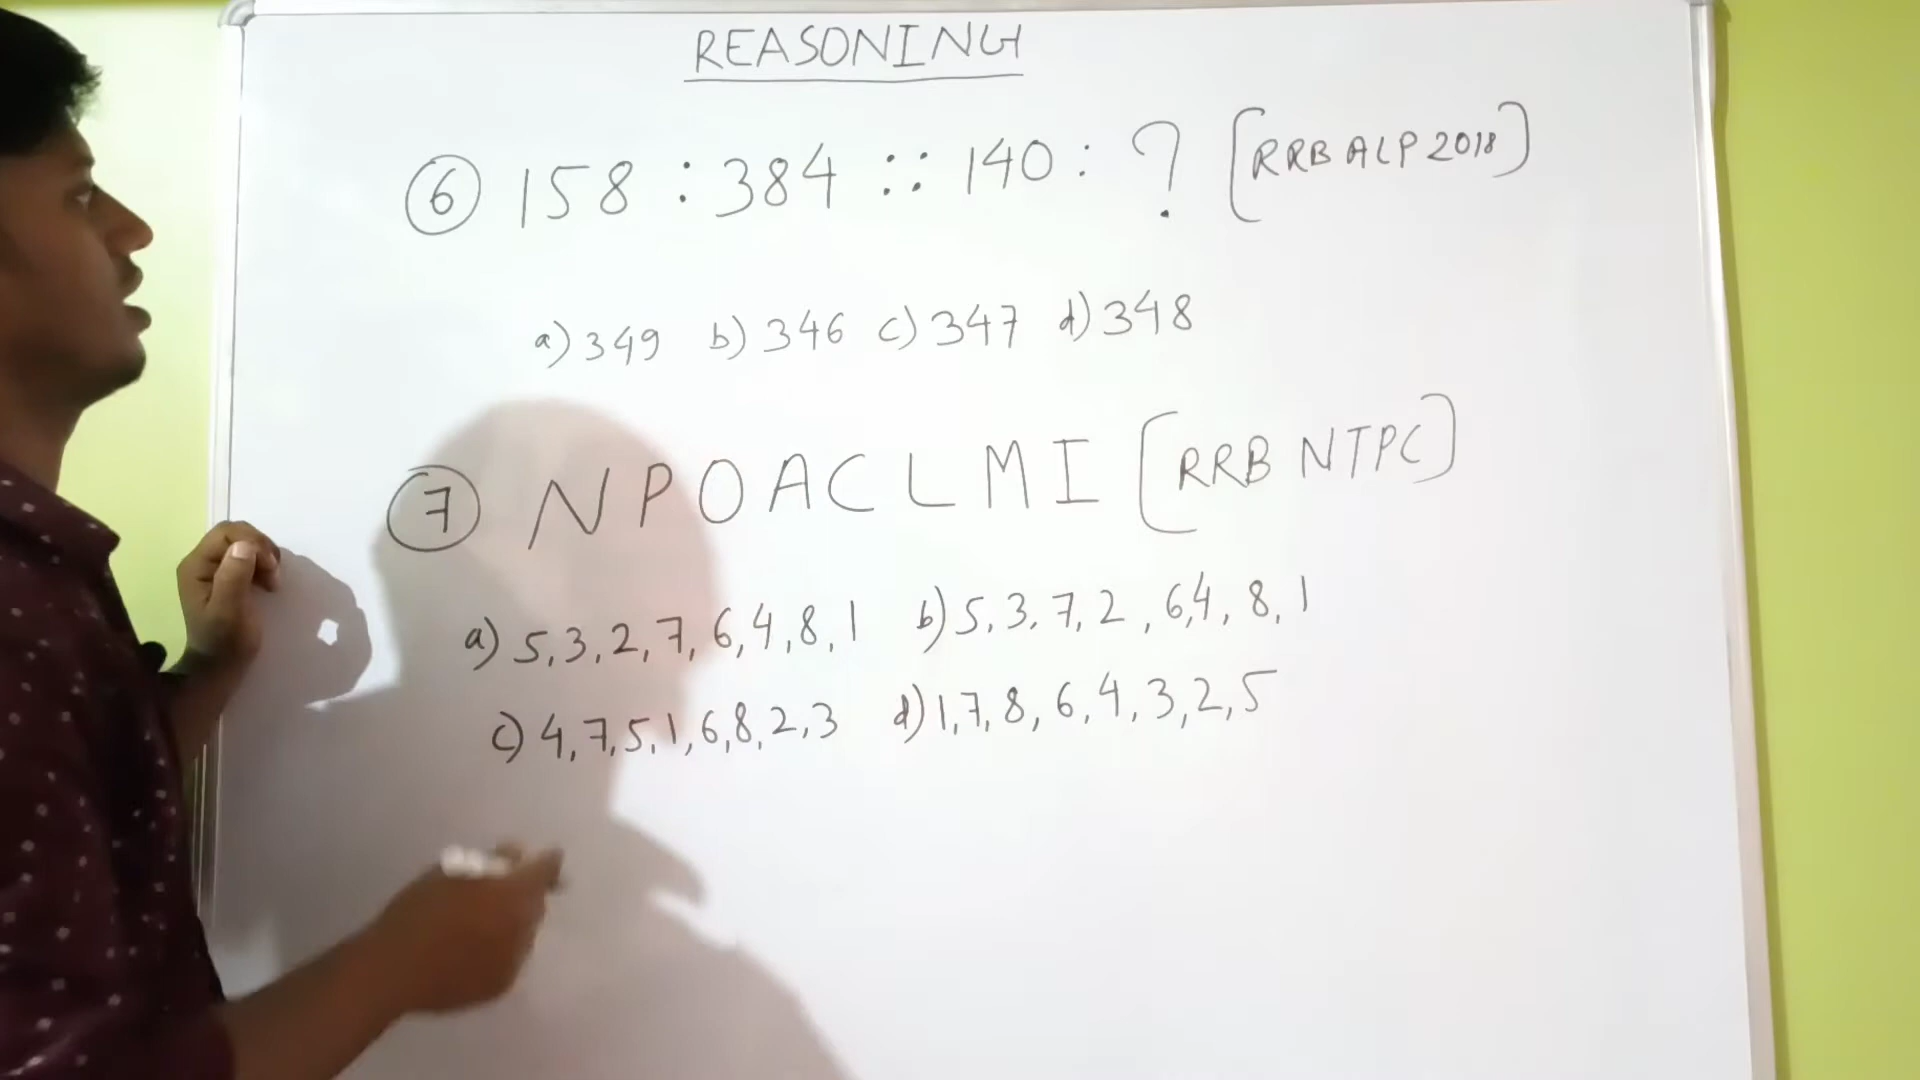 REASONING
6 158 : 384 :: 140 : ? [RRB ALP 2018]
a) 349 b) 346 c) 347 d) 348
7 NPOACLMI [RRB NTPC]
a) 5,3,2,7,6,4,8,1 b) 5,3,7,2,6,4,8,1
c) 4,7,5,1,6,8,2,3 d) 1,7,8,6,4,3,2,5